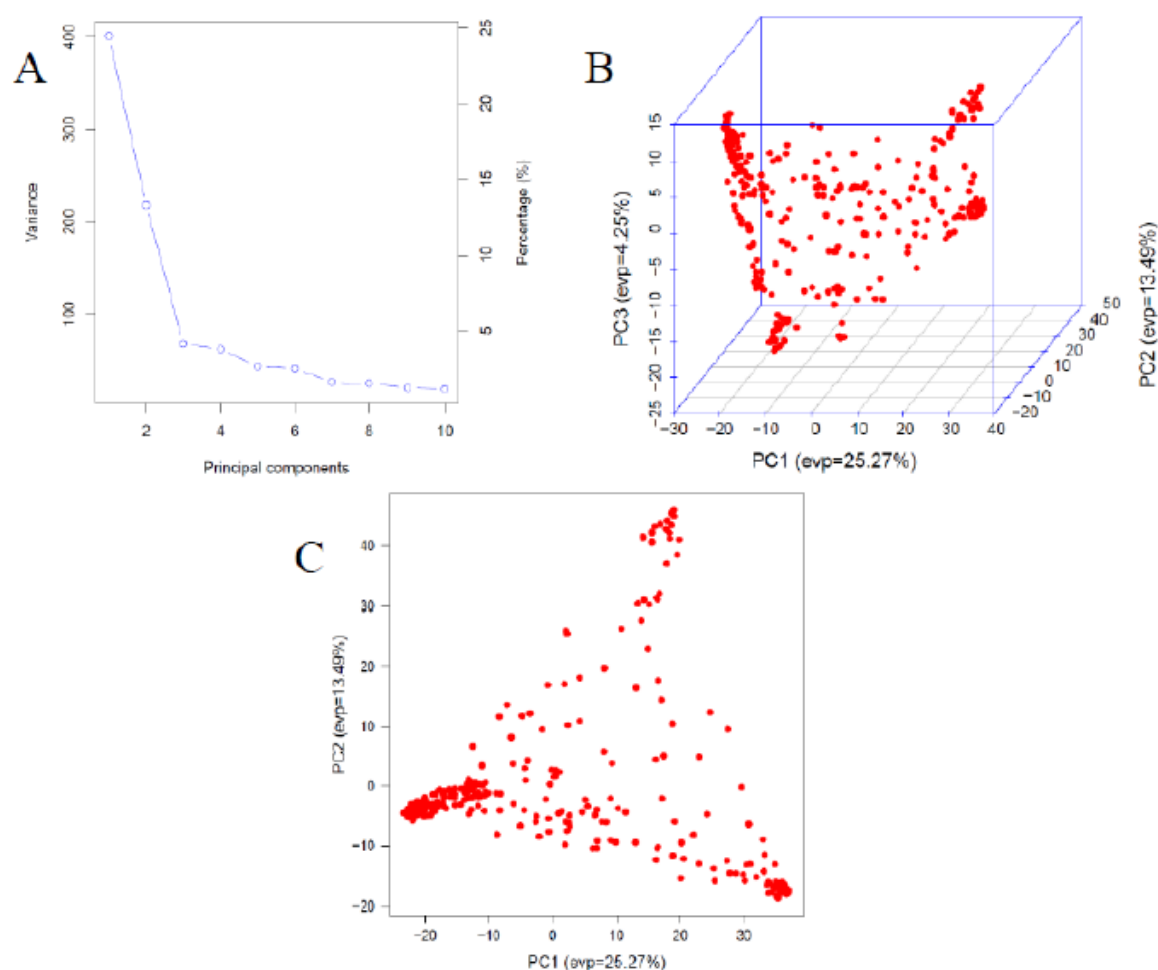 A
400
300
200
100
Variance
25
20
15
10
5
Percentage (%)
2 4 6 8 10
Principal components
B
15
10
5
0
−5
−10
−15
−20
−25
PC3 (evp=4.25%)
−30 −20 −10 0 10 20 30 40
PC1 (evp=25.27%)
50
40
30
20
10
0
−10
−20
PC2 (evp=13.49%)
C
40
30
20
10
0
−10
−20
PC2 (evp=13.49%)
−20 −10 0 10 20 30
PC1 (evp=25.27%)